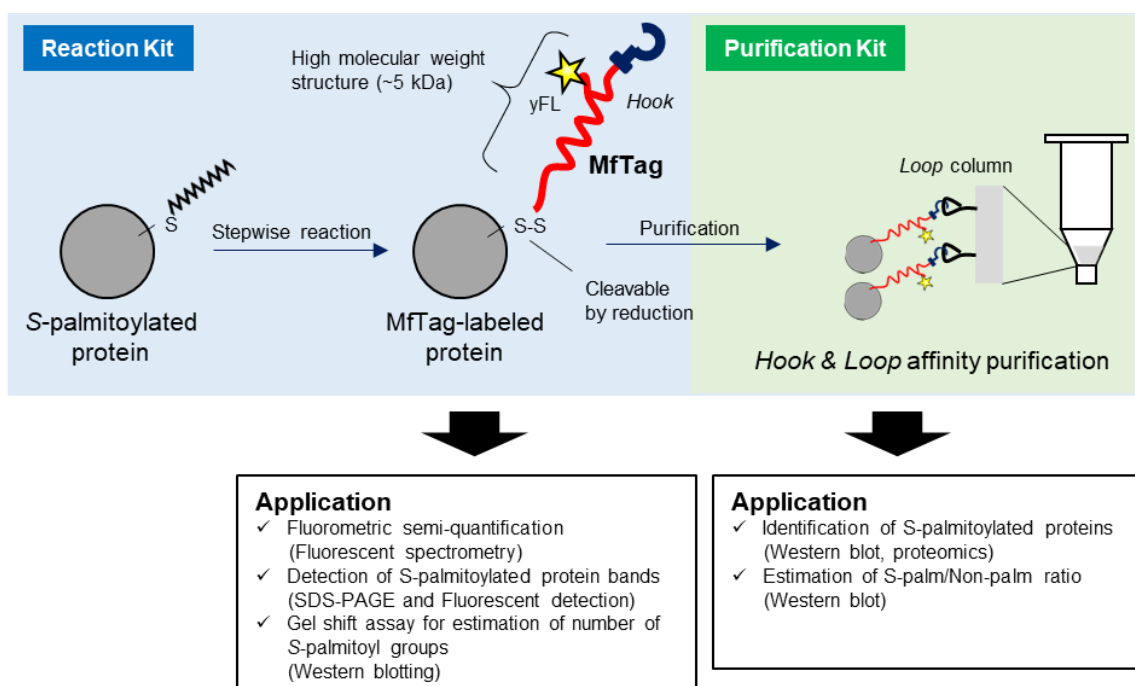 Reaction Kit
High molecular weight
structure (~5 kDa)
yFL
Hook
MfTag
S
Stepwise reaction
S-S
S-palmitoylated
protein
MfTag-labeled
protein
Cleavable
by reduction
Purification
Purification Kit
Loop column
Hook & Loop affinity purification
Application
✓ Fluorometric semi-quantification
(Fluorescent spectrometry)
✓ Detection of S-palmitoylated protein bands
(SDS-PAGE and Fluorescent detection)
✓ Gel shift assay for estimation of number of
S-palmitoyl groups
(Western blotting)
Application
✓ Identification of S-palmitoylated proteins
(Western blot, proteomics)
✓ Estimation of S-palm/Non-palm ratio
(Western blot)